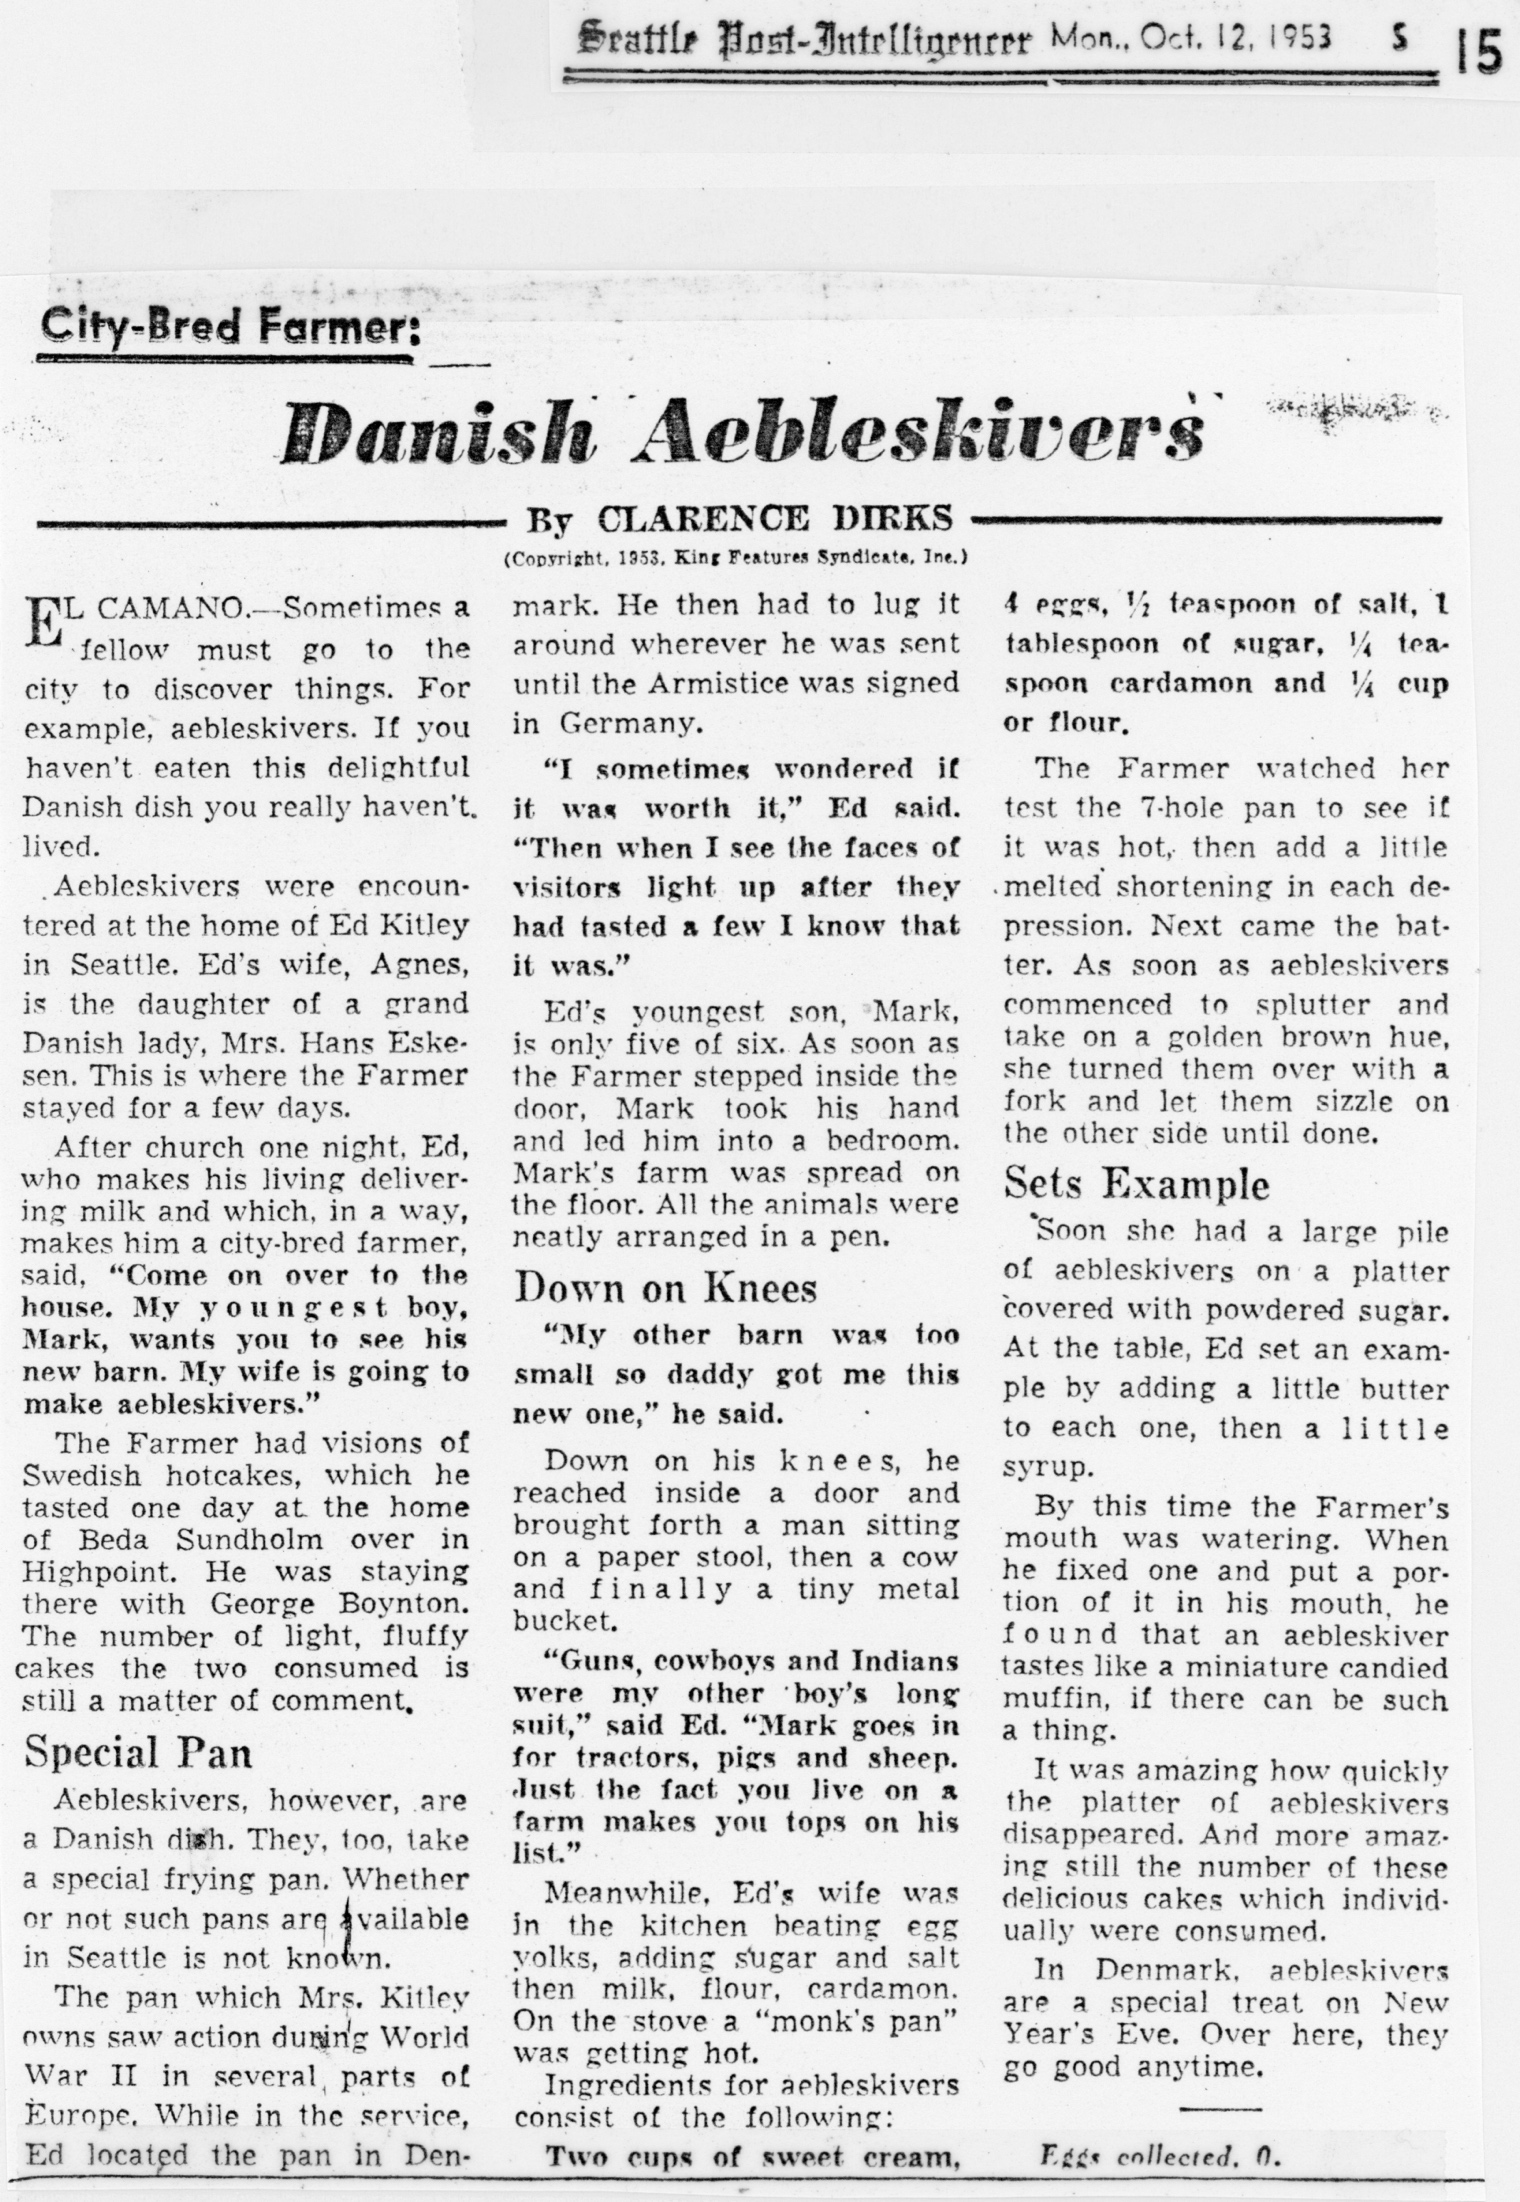 Seattle Post-Intelligencer Mon., Oct. 12, 1953 S 15
City-Bred Farmer:
Danish Aebleskivers
By CLARENCE DIRKS
(Copyright, 1953, King Features Syndicate, Inc.)
EL CAMANO.—Sometimes a
fellow must go to the
city to discover things. For
example, aebleskivers. If you
haven't eaten this delightful
Danish dish you really haven't
lived.
Aebleskivers were encoun-
tered at the home of Ed Kitley
in Seattle. Ed's wife, Agnes,
is the daughter of a grand
Danish lady, Mrs. Hans Eske-
sen. This is where the Farmer
stayed for a few days.
After church one night, Ed,
who makes his living deliver-
ing milk and which, in a way,
makes him a city-bred farmer,
said, "Come on over to the
house. My youngest boy,
Mark, wants you to see his
new barn. My wife is going to
make aebleskivers."
The Farmer had visions of
Swedish hotcakes, which he
tasted one day at the home
of Beda Sundholm over in
Highpoint. He was staying
there with George Boynton.
The number of light, fluffy
cakes the two consumed is
still a matter of comment.
Special Pan
Aebleskivers, however, are
a Danish dish. They, too, take
a special frying pan. Whether
or not such pans are available
in Seattle is not known.
The pan which Mrs. Kitley
owns saw action during World
War II in several parts of
Europe. While in the service,
Ed located the pan in Den-
mark. He then had to lug it
around wherever he was sent
until the Armistice was signed
in Germany.
"I sometimes wondered if
it was worth it," Ed said.
"Then when I see the faces of
visitors light up after they
had tasted a few I know that
it was."
Ed's youngest son, Mark,
is only five of six. As soon as
the Farmer stepped inside the
door, Mark took his hand
and led him into a bedroom.
Mark's farm was spread on
the floor. All the animals were
neatly arranged in a pen.
Down on Knees
"My other barn was too
small so daddy got me this
new one," he said.
Down on his knees, he
reached inside a door and
brought forth a man sitting
on a paper stool, then a cow
and finally a tiny metal
bucket.
"Guns, cowboys and Indians
were my other boy's long
suit," said Ed. "Mark goes in
for tractors, pigs and sheep.
Just the fact you live on a
farm makes you tops on his
list."
Meanwhile, Ed's wife was
in the kitchen beating egg
yolks, adding sugar and salt
then milk, flour, cardamon.
On the stove a "monk's pan"
was getting hot.
Ingredients for aebleskivers
consist of the following:
Two cups of sweet cream,
4 eggs, ½ teaspoon of salt, 1
tablespoon of sugar, ¼ tea-
spoon cardamon and ¼ cup
or flour.
The Farmer watched her
test the 7-hole pan to see if
it was hot, then add a little
melted shortening in each de-
pression. Next came the bat-
ter. As soon as aebleskivers
commenced to splutter and
take on a golden brown hue,
she turned them over with a
fork and let them sizzle on
the other side until done.
Sets Example
Soon she had a large pile
of aebleskivers on a platter
covered with powdered sugar.
At the table, Ed set an exam-
ple by adding a little butter
to each one, then a little
syrup.
By this time the Farmer's
mouth was watering. When
he fixed one and put a por-
tion of it in his mouth, he
found that an aebleskiver
tastes like a miniature candied
muffin, if there can be such
a thing.
It was amazing how quickly
the platter of aebleskivers
disappeared. And more amaz-
ing still the number of these
delicious cakes which individ-
ually were consumed.
In Denmark, aebleskivers
are a special treat on New
Year's Eve. Over here, they
go good anytime.
Eggs collected, 0.